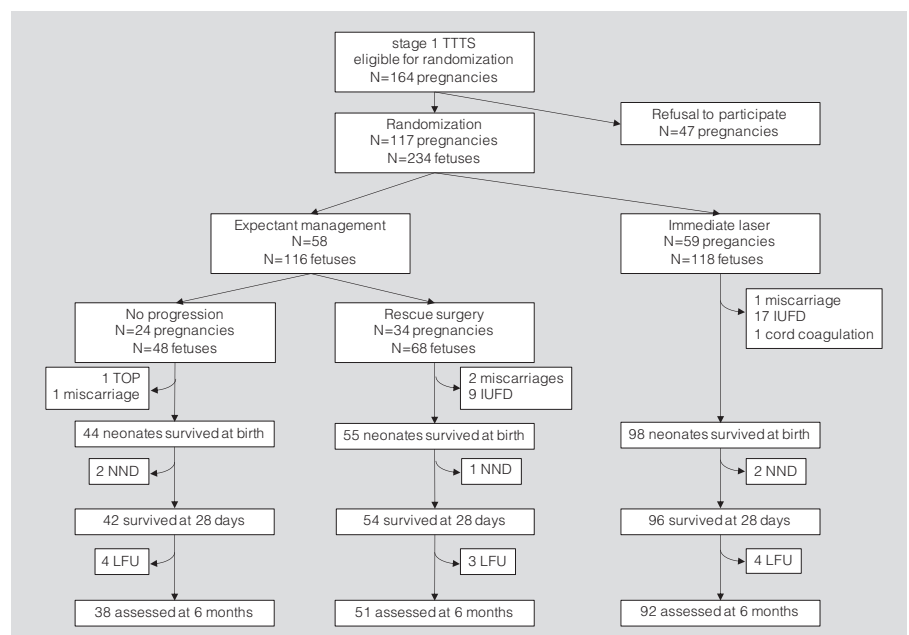 stage 1 TTTS
eligible for randomization
N=164 pregnancies
Refusal to participate
N=47 pregnancies
Randomization
N=117 pregnancies
N=234 fetuses
Expectant management
N=58
N=116 fetuses
Immediate laser
N=59 pregancies
N=118 fetuses
No progression
N=24 pregnancies
N=48 fetuses
Rescue surgery
N=34 pregnancies
N=68 fetuses
1 miscarriage
17 IUFD
1 cord coagulation
1 TOP
1 miscarriage
2 miscarriages
9 IUFD
44 neonates survived at birth
55 neonates survived at birth
98 neonates survived at birth
2 NND
1 NND
2 NND
42 survived at 28 days
54 survived at 28 days
96 survived at 28 days
4 LFU
3 LFU
4 LFU
38 assessed at 6 months
51 assessed at 6 months
92 assessed at 6 months